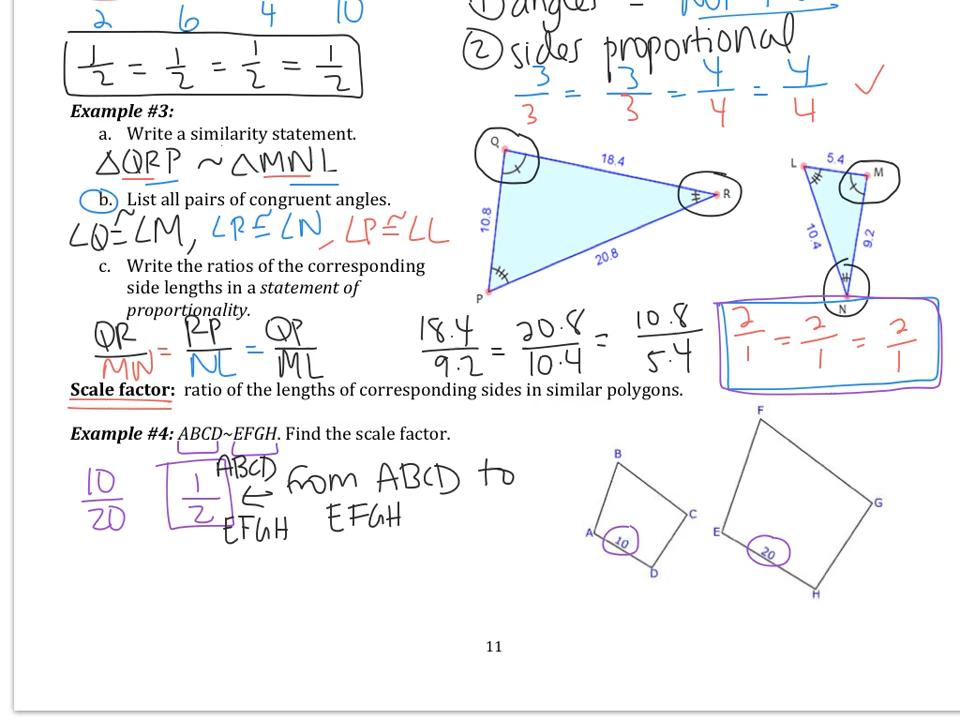 2 6 4 10
1/2 = 1/2 = 1/2 = 1/2
① angles =
② sides proportional
3/3 = 3/3 = 4/4 = 4/4 ✓
Example #3:
a. Write a similarity statement.
△QRP ~ △MNL
b. List all pairs of congruent angles.
∠Q≅∠M, ∠R≅∠N, ∠P≅∠L
c. Write the ratios of the corresponding
side lengths in a statement of
proportionality.
QR/MN = RP/NL = QP/ML
18.4/9.2 = 20.8/10.4 = 10.8/5.4
2/1 = 2/1 = 2/1
Q
18.4
R
10.8
20.8
P
L
5.4
M
10.4
9.2
N
Scale factor: ratio of the lengths of corresponding sides in similar polygons.
Example #4: ABCD~EFGH. Find the scale factor.
10/20
1/2
ABCD
←
EFGH
from ABCD to
EFGH
B
C
A
10
D
F
G
E
20
H
11